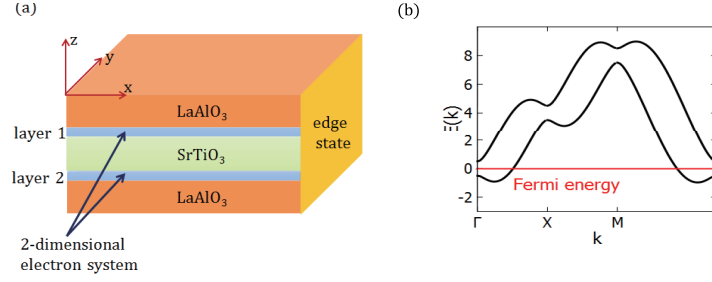 (a)
z
y
x
LaAlO₃
layer 1
SrTiO₃
edge
state
layer 2
LaAlO₃
2-dimensional
electron system
(b)
8
6
4
2
0
-2
Ξ(k)
Fermi energy
Γ
X
M
k